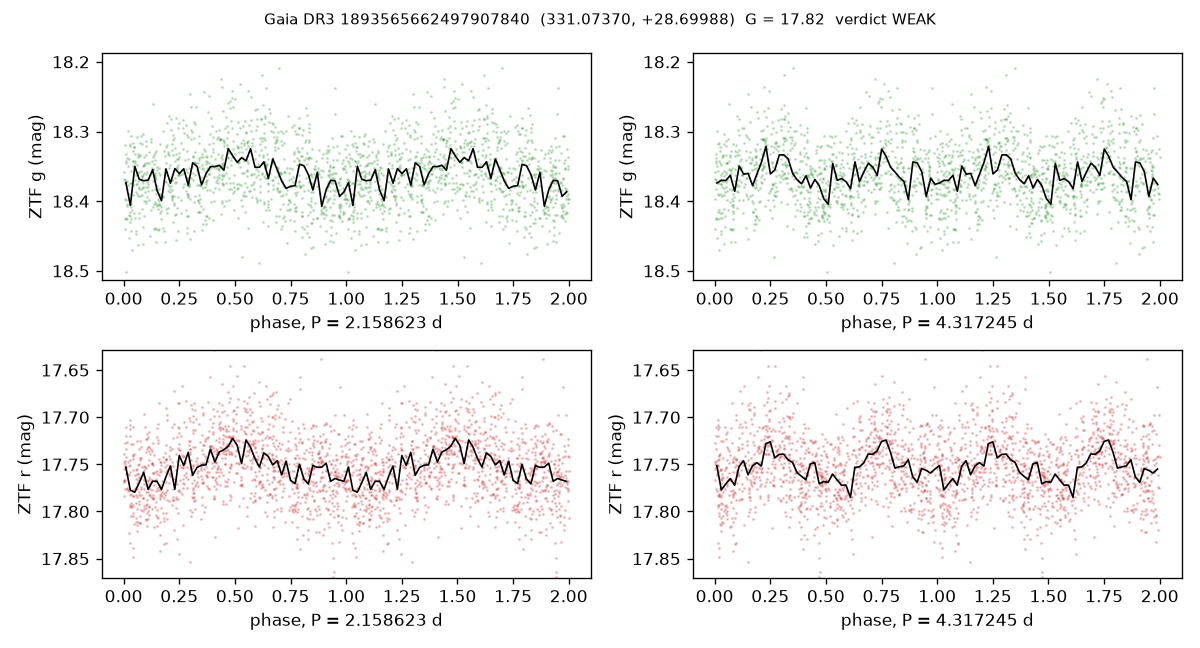 Gaia DR3 1893565662497907840 (331.07370, +28.69988) G = 17.82 verdict WEAK
ZTF g (mag)
18.2
18.3
18.4
18.5
0.00 0.25 0.50 0.75 1.00 1.25 1.50 1.75 2.00
phase, P = 2.158623 d
ZTF g (mag)
18.2
18.3
18.4
18.5
0.00 0.25 0.50 0.75 1.00 1.25 1.50 1.75 2.00
phase, P = 4.317245 d
ZTF r (mag)
17.65
17.70
17.75
17.80
17.85
0.00 0.25 0.50 0.75 1.00 1.25 1.50 1.75 2.00
phase, P = 2.158623 d
ZTF r (mag)
17.65
17.70
17.75
17.80
17.85
0.00 0.25 0.50 0.75 1.00 1.25 1.50 1.75 2.00
phase, P = 4.317245 d